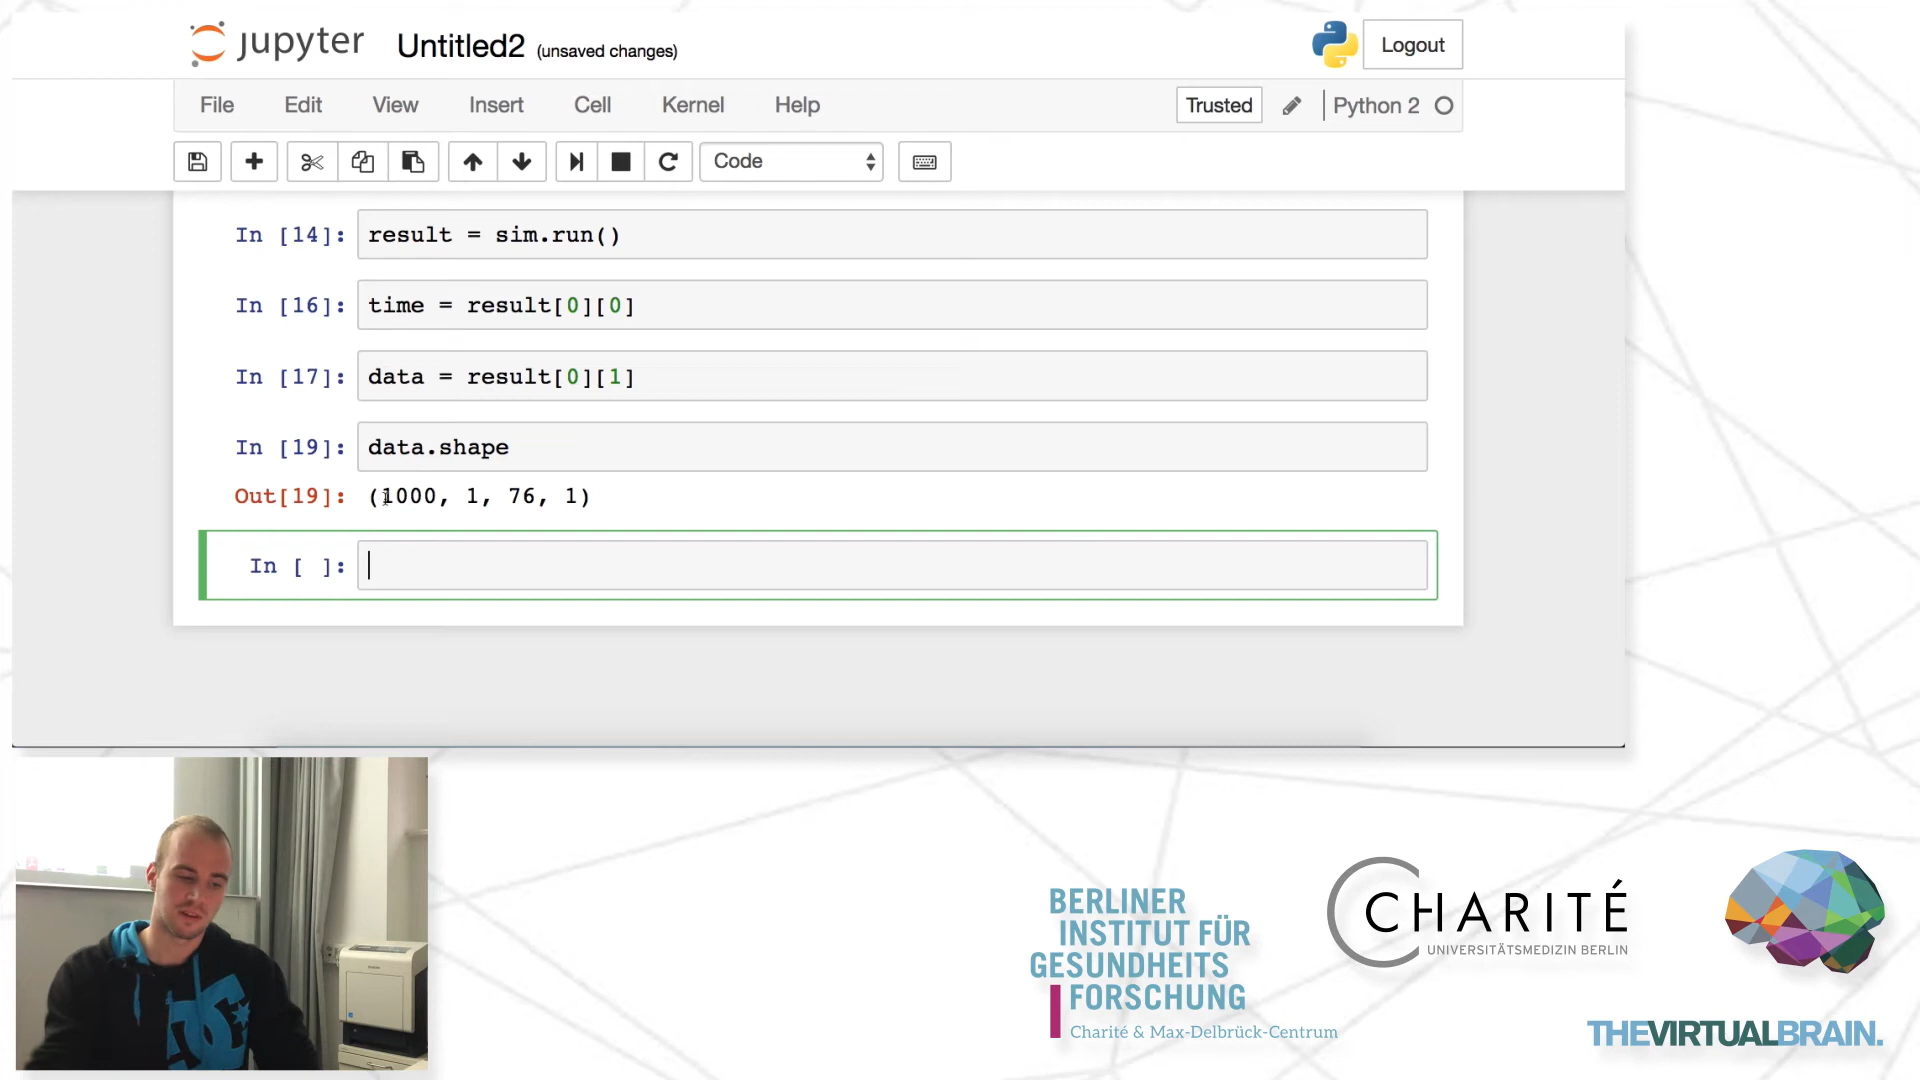 jupyter Untitled2 (unsaved changes) Logout
File Edit View Insert Cell Kernel Help Trusted Python 2
Code
In [14]: result = sim.run()
In [16]: time = result[0][0]
In [17]: data = result[0][1]
In [19]: data.shape
Out[19]: (1000, 1, 76, 1)
In [ ]:
BERLINER
INSTITUT FÜR
GESUNDHEITS
FORSCHUNG
Charité & Max-Delbrück-Centrum
CHARITÉ
UNIVERSITÄTSMEDIZIN BERLIN
THEVIRTUALBRAIN.